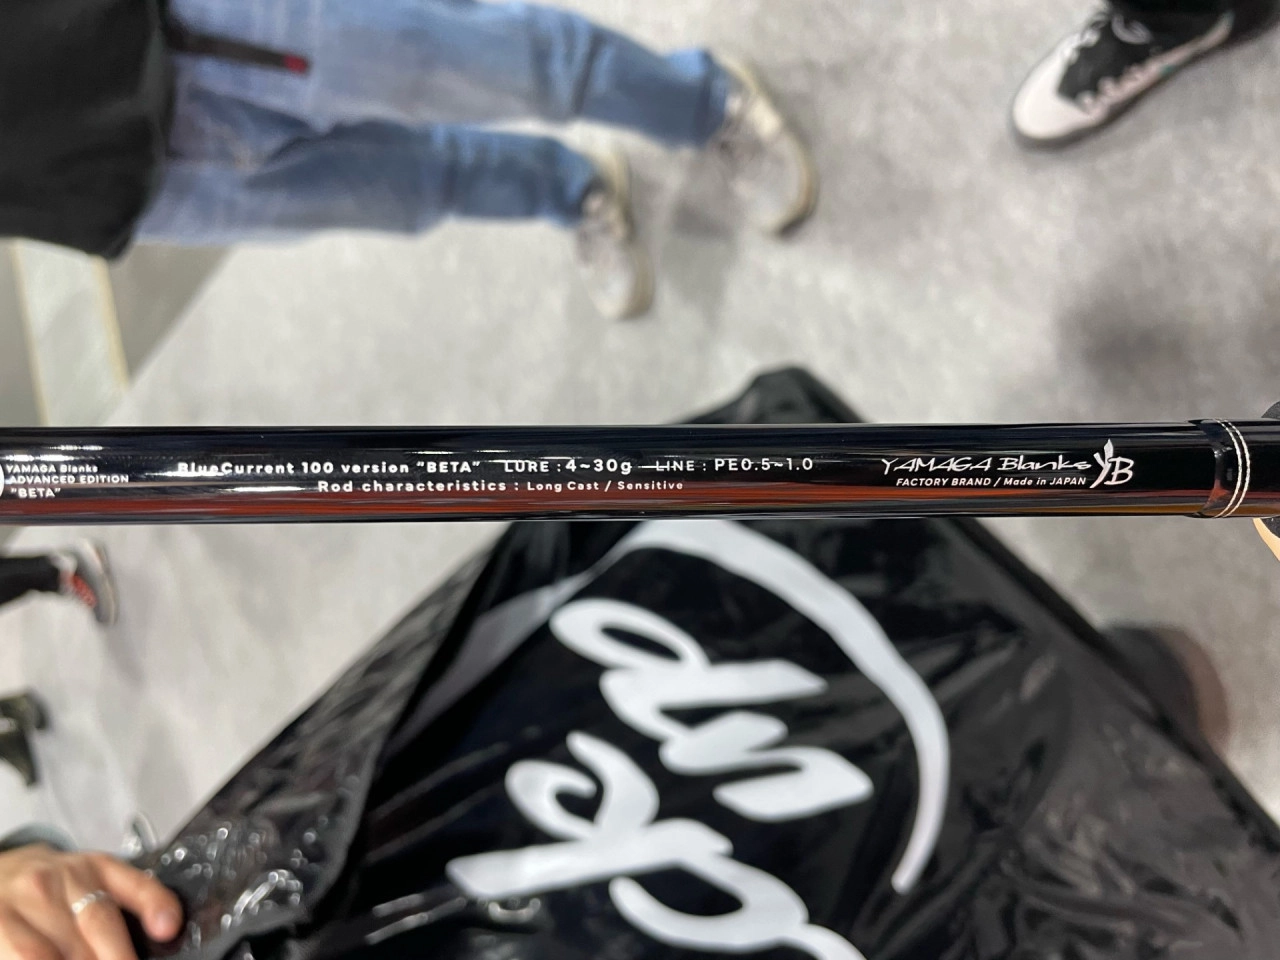 YAMAGA Blanks
ADVANCED EDITION
"BETA"
BlueCurrent 100 version "BETA" LURE : 4~30g LINE : PE0.5~1.0
Rod characteristics : Long Cast / Sensitive
YAMAGA Blanks YB
FACTORY BRAND / Made in JAPAN